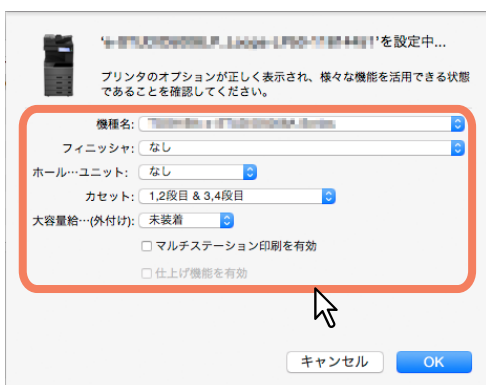 を設定中...
プリンタのオプションが正しく表示され、様々な機能を活用できる状態
であることを確認してください。
機種名:
フィニッシャ: なし
ホール…ユニット: なし
カセット: 1,2段目 & 3,4段目
大容量給…(外付け): 未装着
マルチステーション印刷を有効
仕上げ機能を有効
キャンセル OK